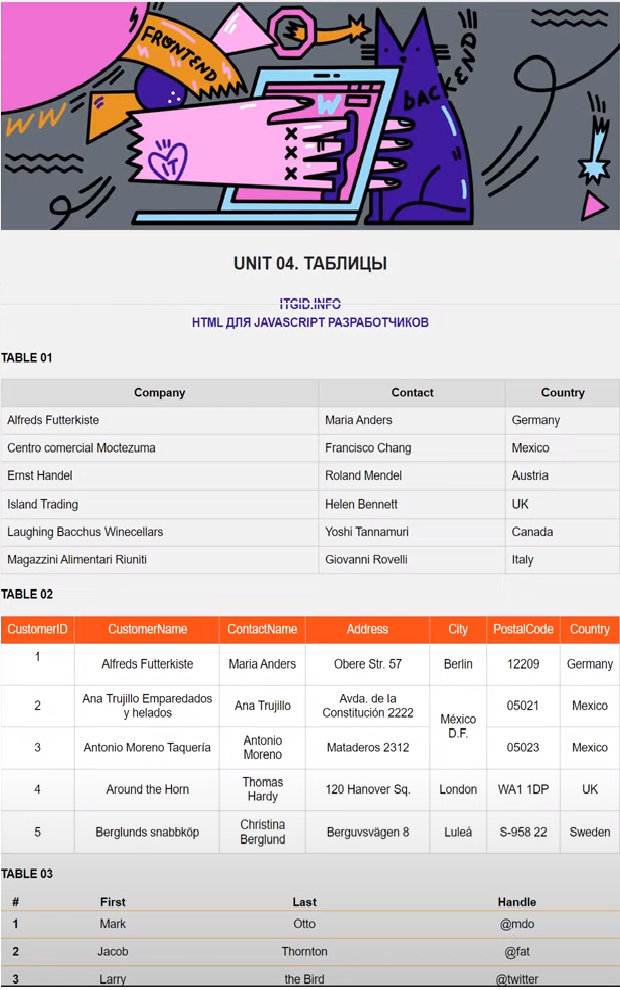 FRONTEND
BACKEND
WW
W
IT
UNIT 04. ТАБЛИЦЫ
ITGID.INFO
HTML ДЛЯ JAVASCRIPT РАЗРАБОТЧИКОВ
TABLE 01
Company Contact Country
Alfreds Futterkiste Maria Anders Germany
Centro comercial Moctezuma Francisco Chang Mexico
Ernst Handel Roland Mendel Austria
Island Trading Helen Bennett UK
Laughing Bacchus Winecellars Yoshi Tannamuri Canada
Magazzini Alimentari Riuniti Giovanni Rovelli Italy
TABLE 02
CustomerID CustomerName ContactName Address City PostalCode Country
1 Alfreds Futterkiste Maria Anders Obere Str. 57 Berlin 12209 Germany
2 Ana Trujillo Emparedados y helados Ana Trujillo Avda. de la Constitución 2222 México D.F. 05021 Mexico
3 Antonio Moreno Taquería Antonio Moreno Mataderos 2312 05023 Mexico
4 Around the Horn Thomas Hardy 120 Hanover Sq. London WA1 1DP UK
5 Berglunds snabbköp Christina Berglund Berguvsvägen 8 Luleå S-958 22 Sweden
TABLE 03
# First Last Handle
1 Mark Otto @mdo
2 Jacob Thornton @fat
3 Larry the Bird @twitter